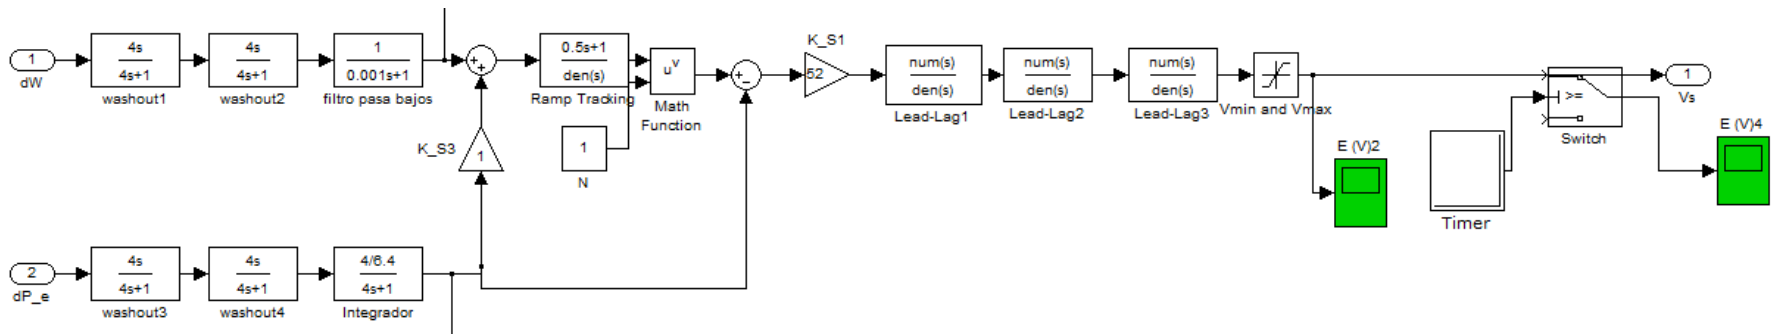 1
dW
4s
4s+1
washout1
4s
4s+1
washout2
1
0.001s+1
filtro pasa bajos
+
+
K_S3
1
0.5s+1
den(s)
Ramp Tracking
u^v
Math
Function
1
N
+
-
K_S1
52
num(s)
den(s)
Lead-Lag1
num(s)
den(s)
Lead-Lag2
num(s)
den(s)
Lead-Lag3
Vmin and Vmax
E (V)2
>=
Switch
1
Vs
E (V)4
Timer
2
dP_e
4s
4s+1
washout3
4s
4s+1
washout4
4/6.4
4s+1
Integrador